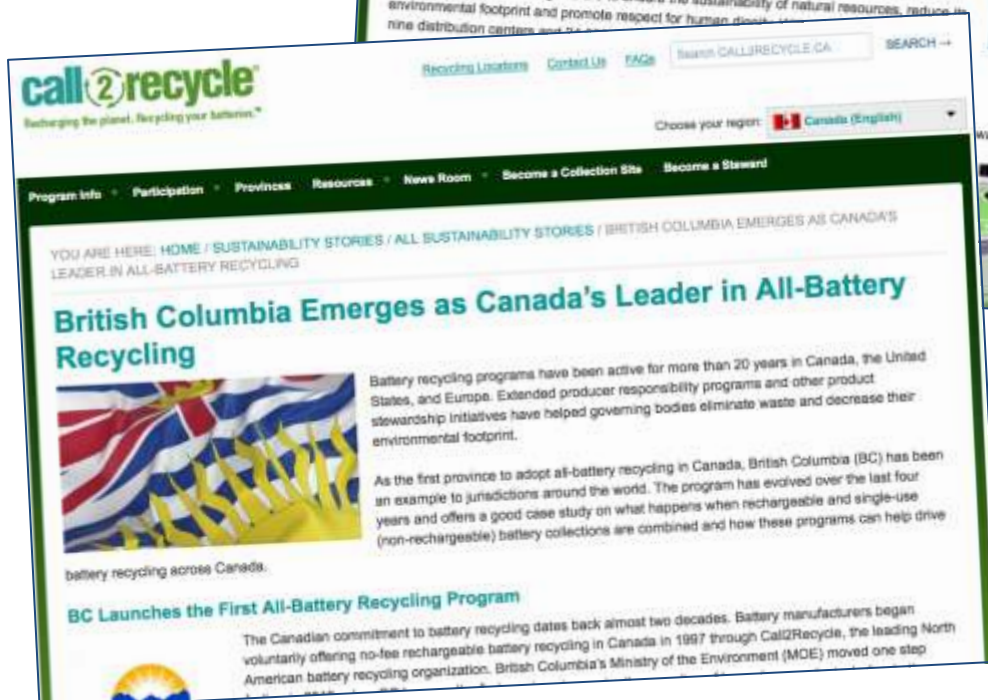 environmental footprint and promote respect for human dignity
nine distribution centers and
call2recycle
Recharging the planet. Recycling your batteries.™
Recycling Locations Contact Us FAQs Search CALL2RECYCLE.CA SEARCH →
Choose your region: Canada (English)
Program Info Participation Provinces Resources News Room Become a Collection Site Become a Steward
YOU ARE HERE: HOME / SUSTAINABILITY STORIES / ALL SUSTAINABILITY STORIES / BRITISH COLUMBIA EMERGES AS CANADA'S
LEADER IN ALL-BATTERY RECYCLING
British Columbia Emerges as Canada's Leader in All-Battery
Recycling
Battery recycling programs have been active for more than 20 years in Canada, the United
States, and Europe. Extended producer responsibility programs and other product
stewardship initiatives have helped governing bodies eliminate waste and decrease their
environmental footprint.
As the first province to adopt all-battery recycling in Canada, British Columbia (BC) has been
an example to jurisdictions around the world. The program has evolved over the last four
years and offers a good case study on what happens when rechargeable and single-use
(non-rechargeable) battery collections are combined and how these programs can help drive
battery recycling across Canada.
BC Launches the First All-Battery Recycling Program
The Canadian commitment to battery recycling dates back almost two decades. Battery manufacturers began
voluntarily offering no-fee rechargeable battery recycling in Canada in 1997 through Call2Recycle, the leading North
American battery recycling organization. British Columbia's Ministry of the Environment (MOE) moved one step